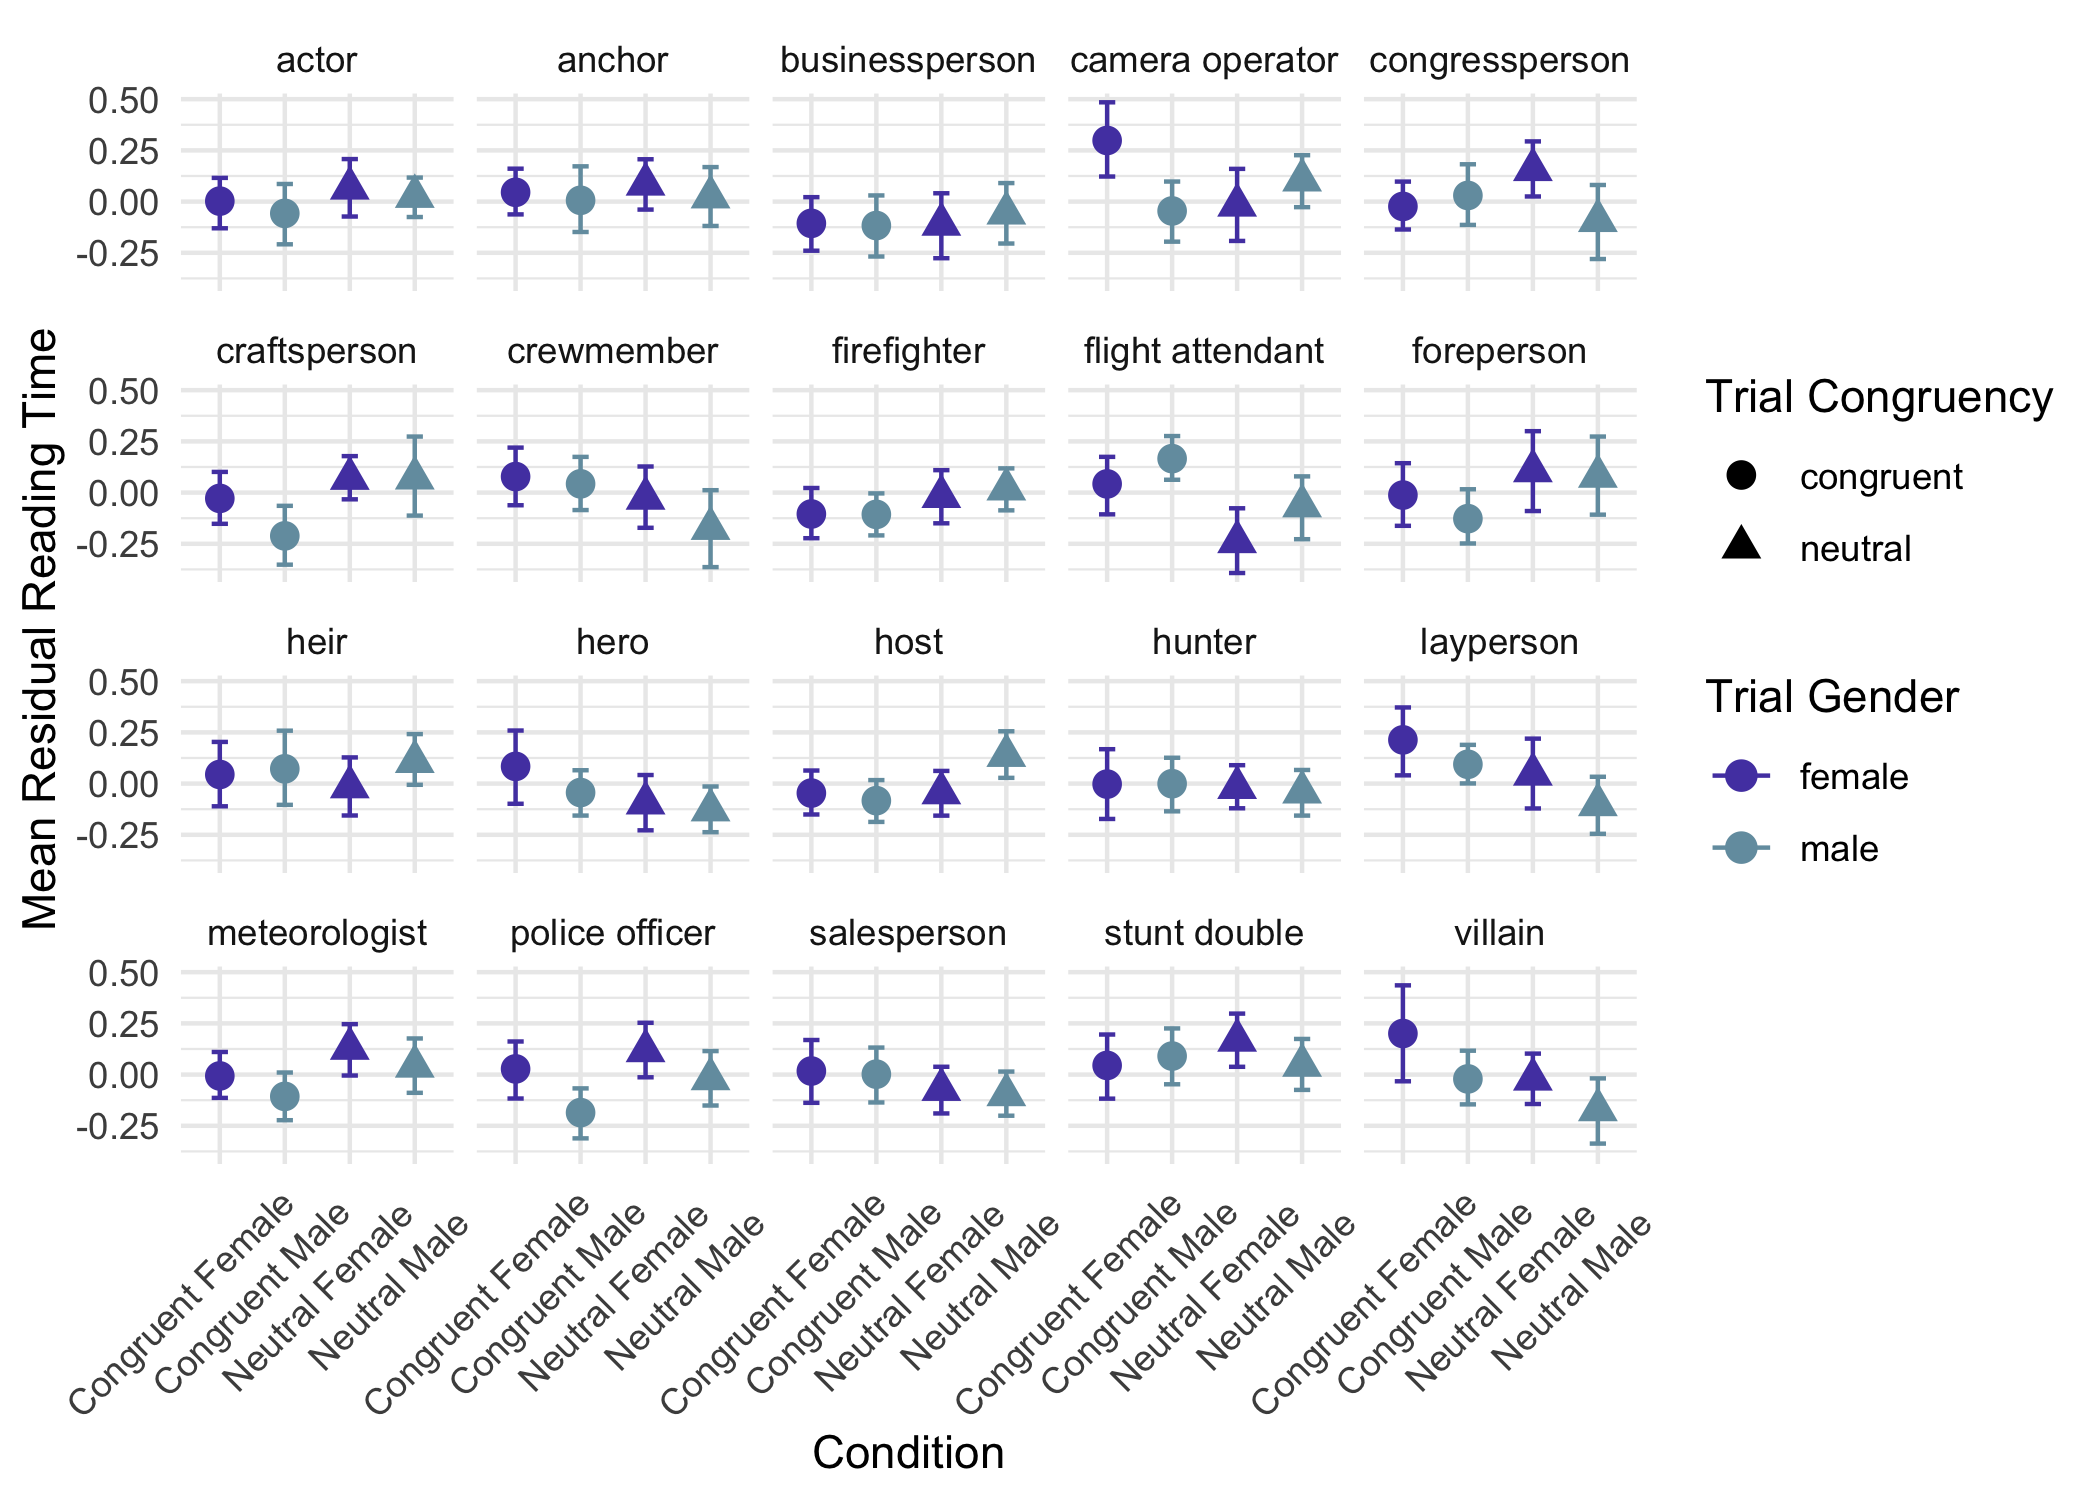 actor anchor businessperson camera operator congressperson
0.50
0.25
0.00
-0.25
craftsperson crewmember firefighter flight attendant foreperson
0.50
0.25
0.00
-0.25
heir hero host hunter layperson
0.50
0.25
0.00
-0.25
meteorologist police officer salesperson stunt double villain
0.50
0.25
0.00
-0.25
Congruent Female
Congruent Male
Neutral Female
Neutral Male
Congruent Female
Congruent Male
Neutral Female
Neutral Male
Congruent Female
Congruent Male
Neutral Female
Neutral Male
Congruent Female
Congruent Male
Neutral Female
Neutral Male
Congruent Female
Congruent Male
Neutral Female
Neutral Male
Condition
Mean Residual Reading Time
Trial Congruency
congruent
neutral
Trial Gender
female
male